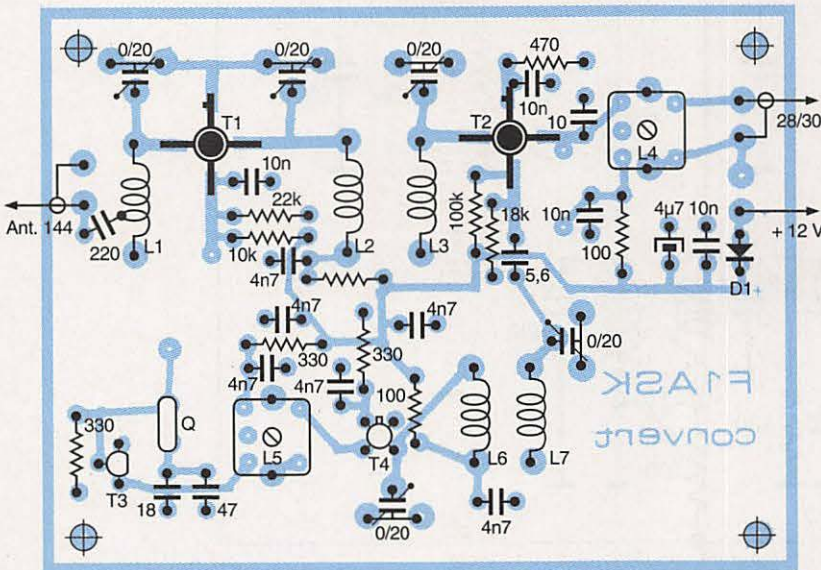 0/20
0/20
0/20
470
10n
10
T1
T2
28/30
L4
10n
22k
100k
18k
10n
4µ7
10n
Ant. 144
220
L1
10k
L2
L3
100
+ 12 V
4n7
5,6
D1
+
4n7
4n7
0/20
330
330
4n7
4n7
100
F1ASK
convert
330
Q
L5
T4
L6
L7
T3
18
47
0/20
4n7